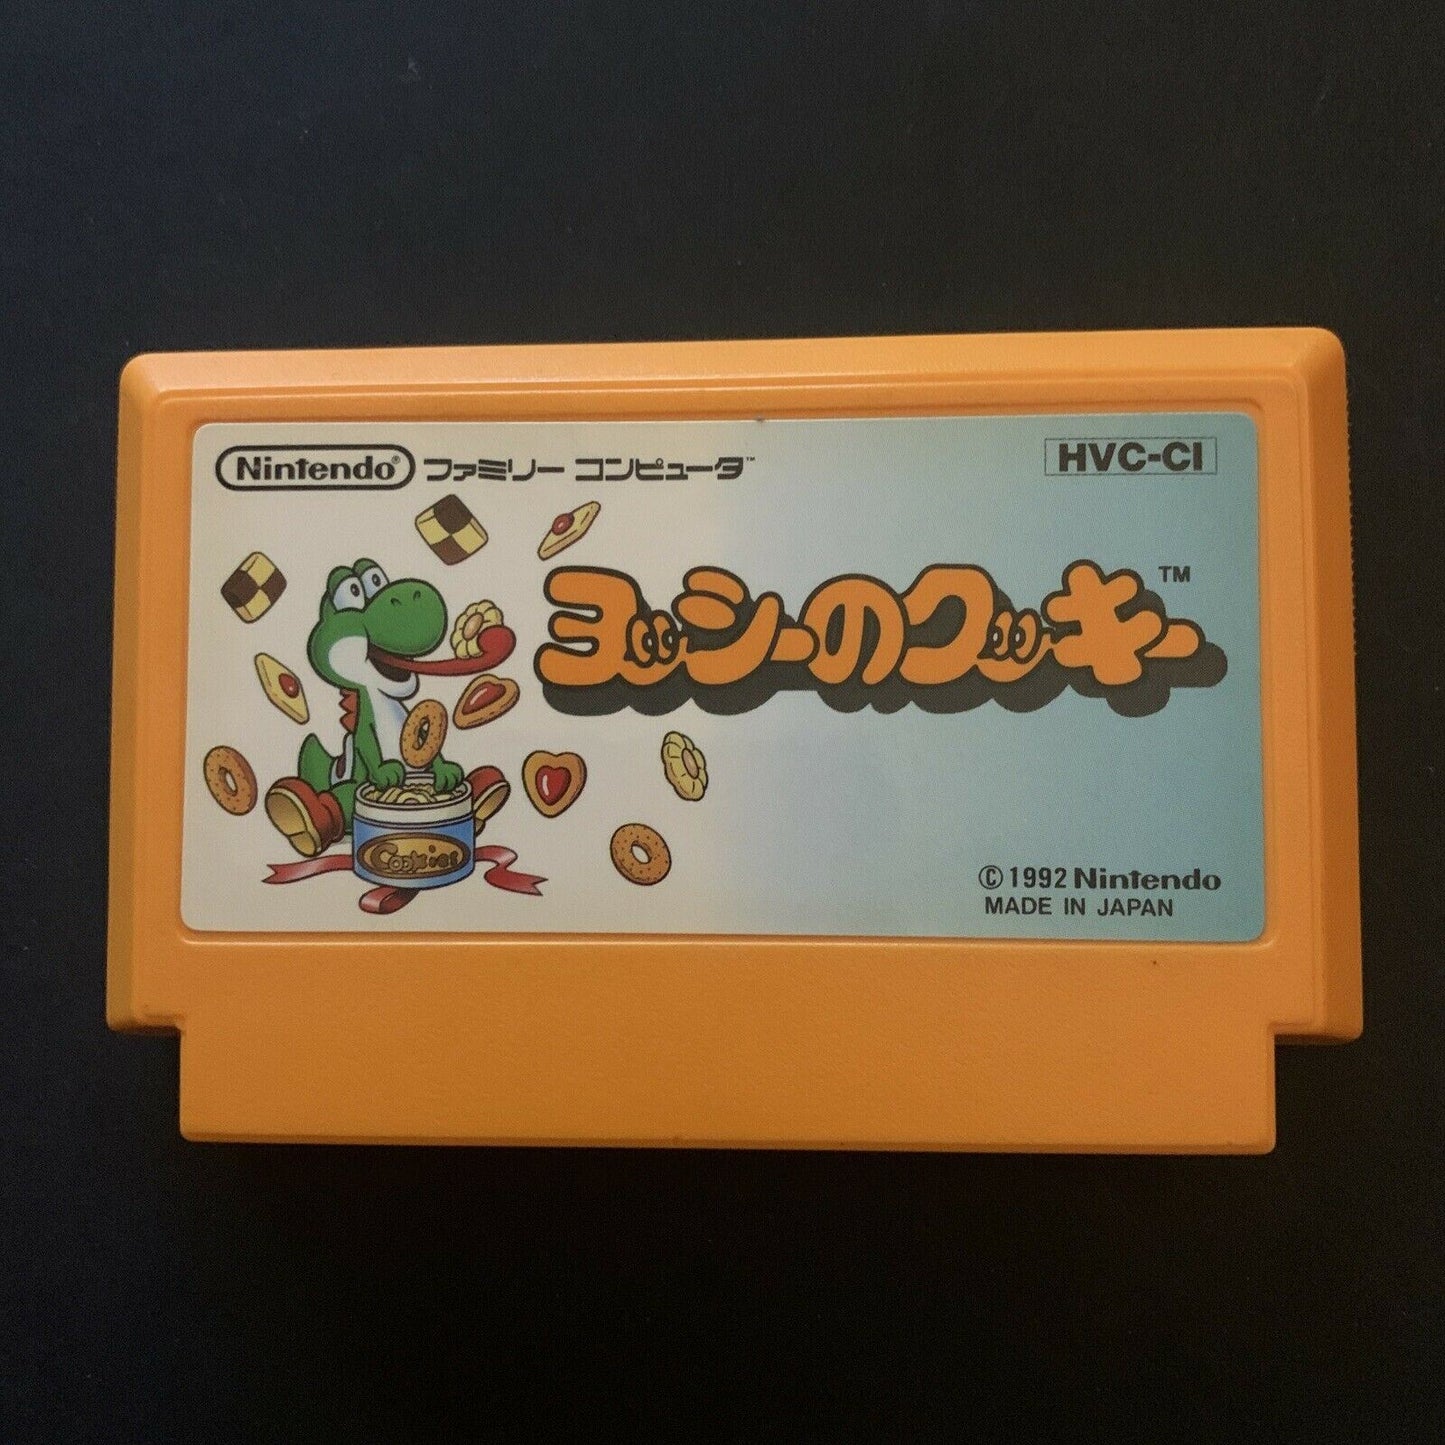 Nintendo® ファミリー コンピュータ™
HVC-CI
ヨッシーのクッキー™
Cookies
©1992 Nintendo
MADE IN JAPAN